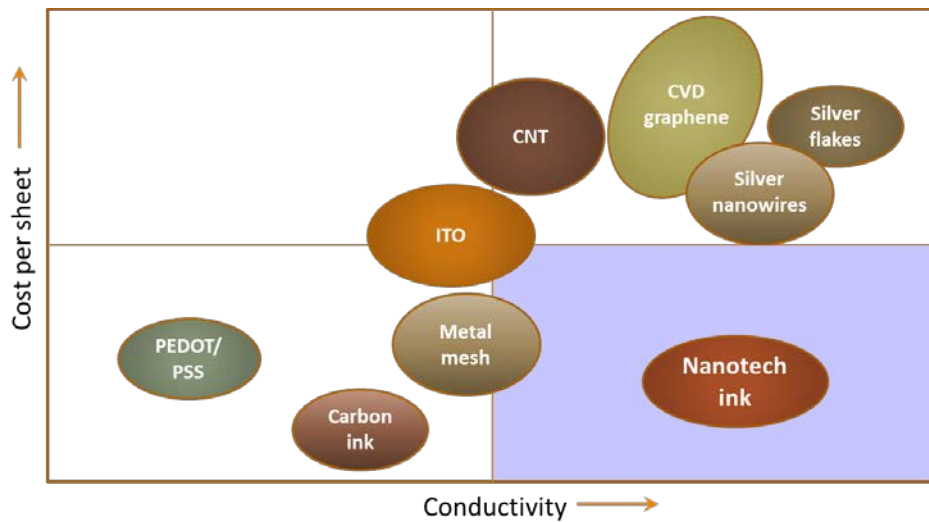 Cost per sheet
CVD
graphene
Silver
flakes
CNT
Silver
nanowires
ITO
PEDOT/
PSS
Metal
mesh
Carbon
ink
Nanotech
ink
Conductivity